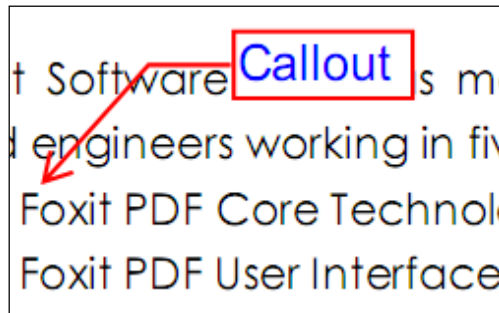 t Software Callout s m
d engineers working in fiv
Foxit PDF Core Technol
Foxit PDF User Interface